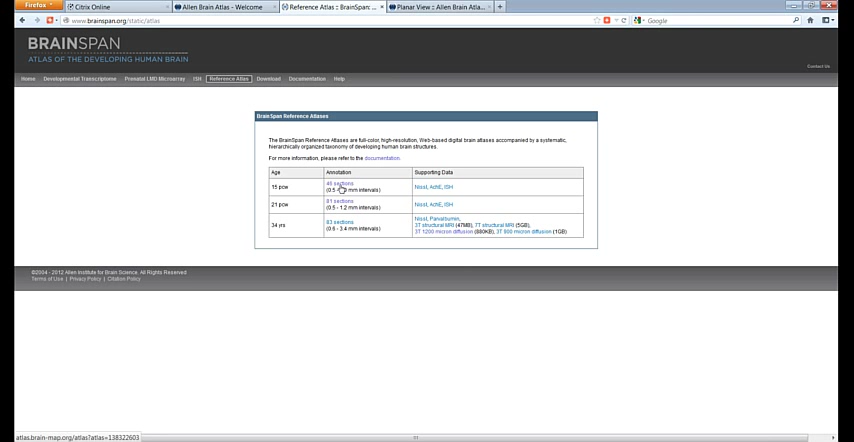 Firefox
Citrix Online
Allen Brain Atlas - Welcome
Reference Atlas :: BrainSpan: ...
Planar View :: Allen Brain Atla...
www.brainspan.org/static/atlas
Google
BRAINSPAN
ATLAS OF THE DEVELOPING HUMAN BRAIN
Contact Us
Home Developmental Transcriptome Prenatal LMD Microarray ISH Reference Atlas Download Documentation Help
BrainSpan Reference Atlases
The BrainSpan Reference Atlases are full-color, high-resolution, Web-based digital brain atlases accompanied by a systematic,
hierarchically organized taxonomy of developing human brain structures.
For more information, please refer to the documentation.
Age Annotation Supporting Data
15 pcw
46 sections
(0.5 - mm intervals)
Nissl, AchE, ISH
21 pcw
81 sections
(0.5 - 1.2 mm intervals)
Nissl, AchE, ISH
34 yrs
83 sections
(0.6 - 3.4 mm intervals)
Nissl, Parvalbumin,
3T structural MRI (47MB), 7T structural MRI (5GB),
3T 1200 micron diffusion (880KB), 3T 900 micron diffusion (1GB)
©2004 - 2012 Allen Institute for Brain Science. All Rights Reserved
Terms of Use | Privacy Policy | Citation Policy
atlas.brain-map.org/atlas?atlas=138322603